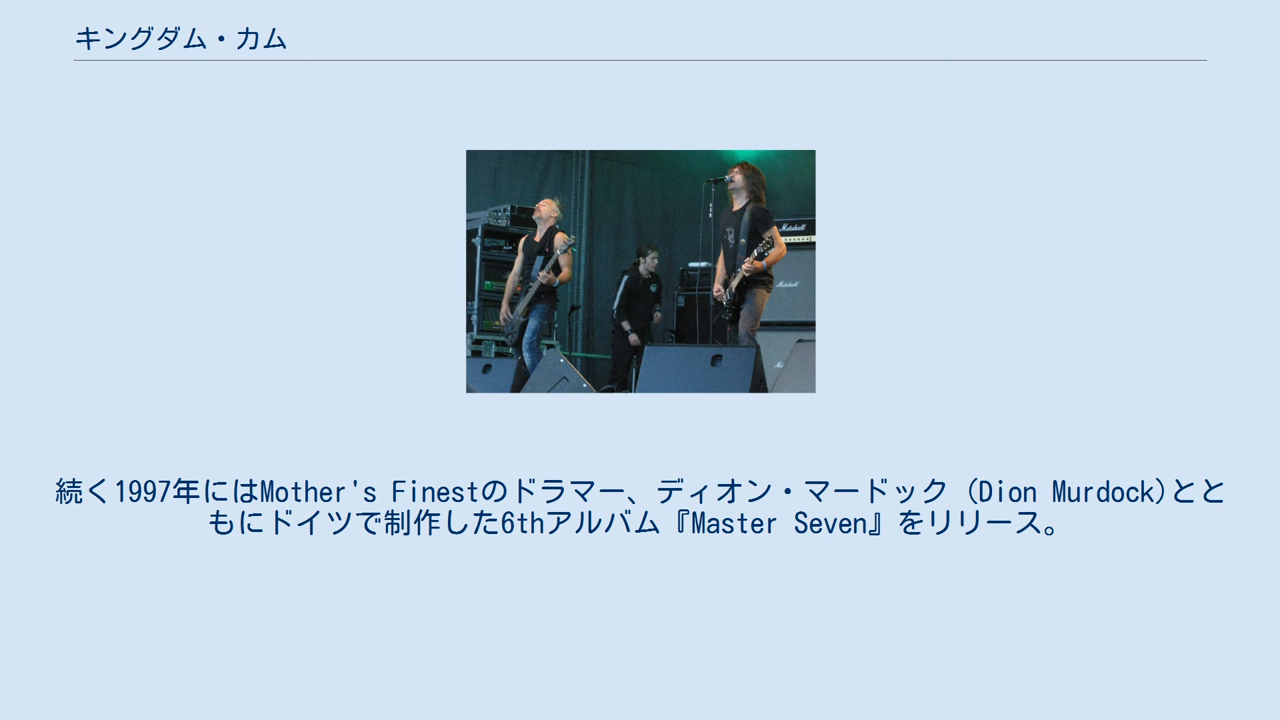 キングダム・カム
Marshall
Marshall
続く1997年にはMother's Finestのドラマー、ディオン・マードック (Dion Murdock)とと
もにドイツで制作した6thアルバム『Master Seven』をリリース。